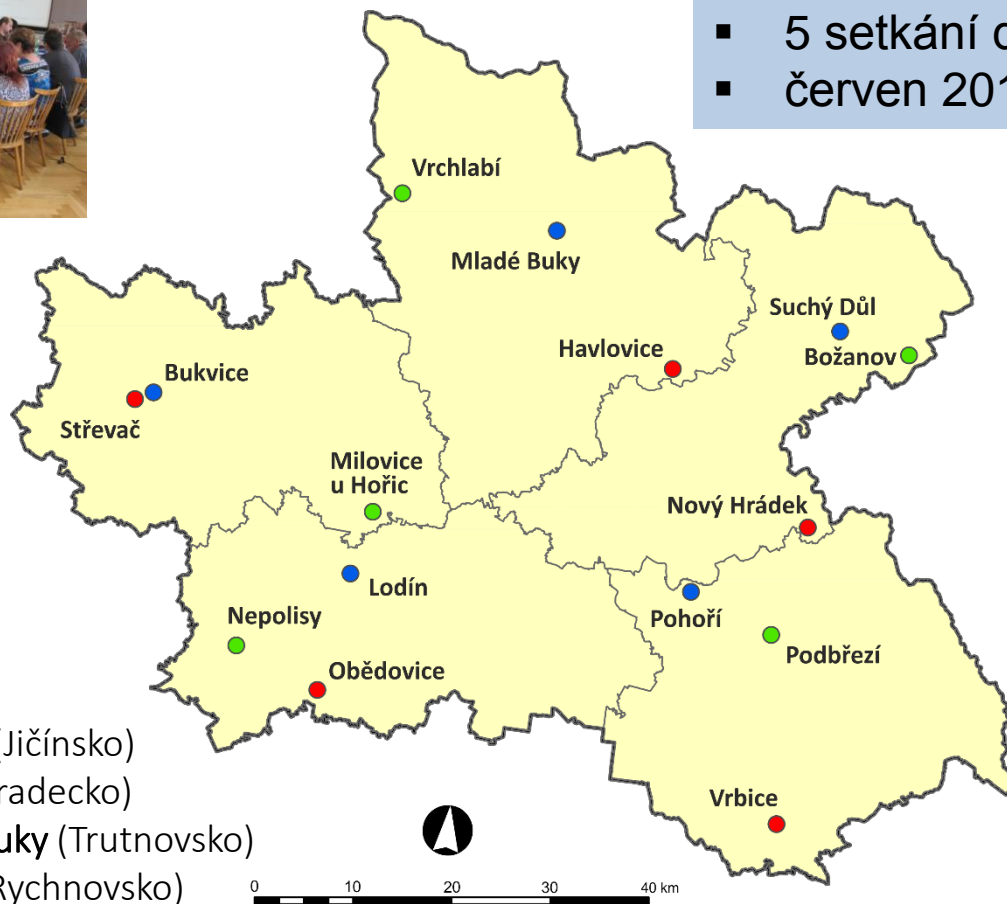 5 setkání
červen 201
Vrchlabí
Mladé Buky
Suchý Důl
Havlovice
Božanov
Bukvice
Střevač
Milovice
u Hořic
Nový Hrádek
Lodín
Pohoří
Nepolisy
Podbřezí
Obědovice
(Jičínsko)
radecko)
uky (Trutnovsko)
Rychnovsko)
Vrbice
0 10 20 30 40 km